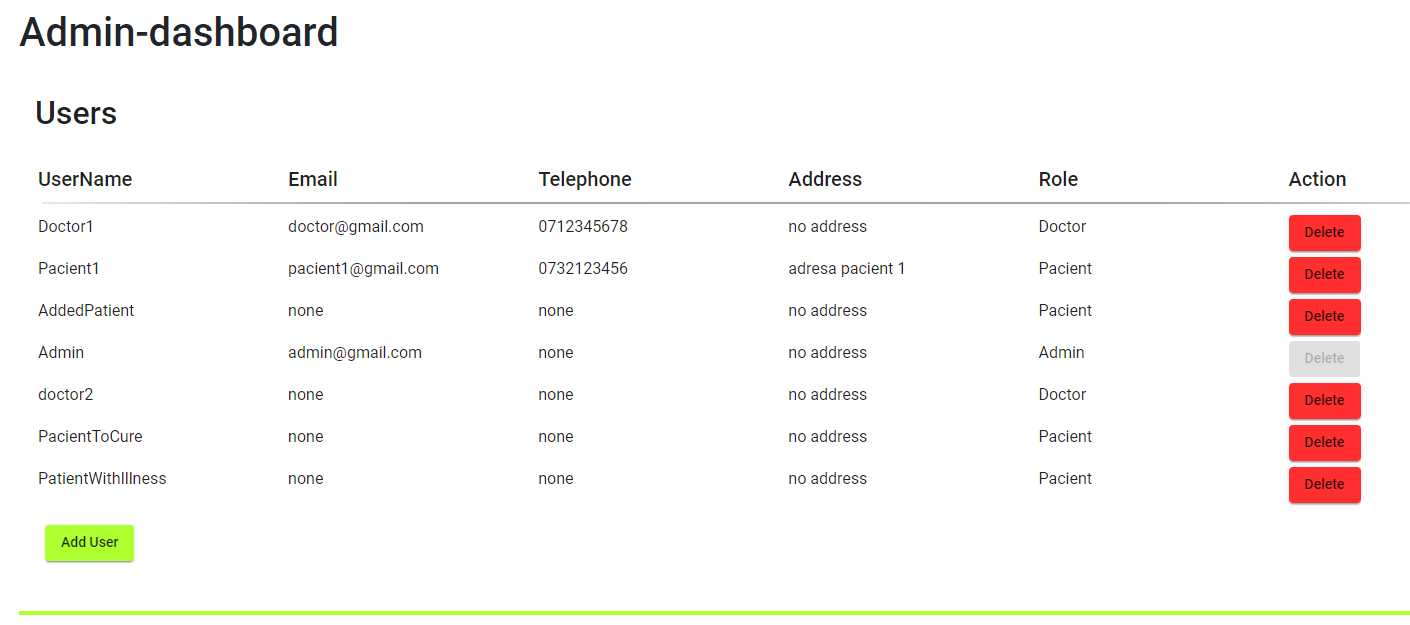 Admin-dashboard
Users
UserName Email Telephone Address Role Action
Doctor1 doctor@gmail.com 0712345678 no address Doctor Delete
Pacient1 pacient1@gmail.com 0732123456 adresa pacient 1 Pacient Delete
AddedPatient none none no address Pacient Delete
Admin admin@gmail.com none no address Admin Delete
doctor2 none none no address Doctor Delete
PacientToCure none none no address Pacient Delete
PatientWithIllness none none no address Pacient Delete
Add User